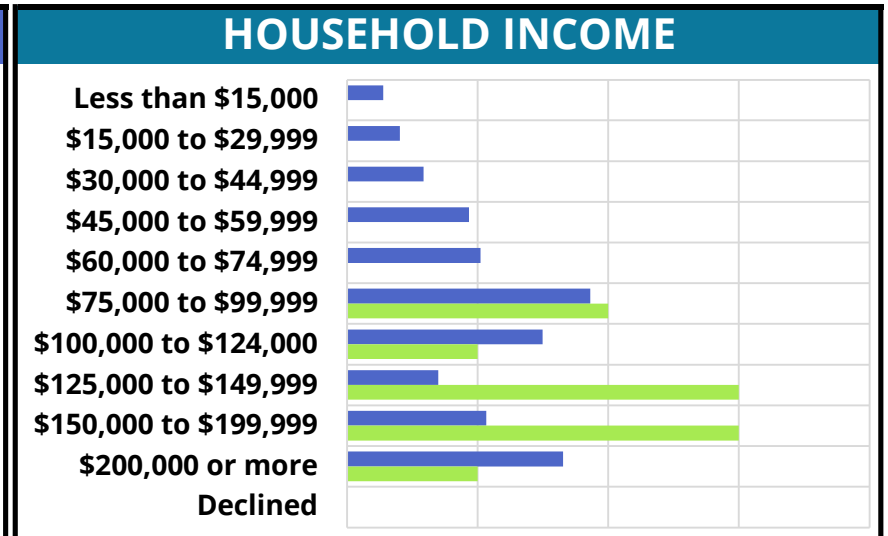 HOUSEHOLD INCOME
Less than $15,000
$15,000 to $29,999
$30,000 to $44,999
$45,000 to $59,999
$60,000 to $74,999
$75,000 to $99,999
$100,000 to $124,000
$125,000 to $149,999
$150,000 to $199,999
$200,000 or more
Declined